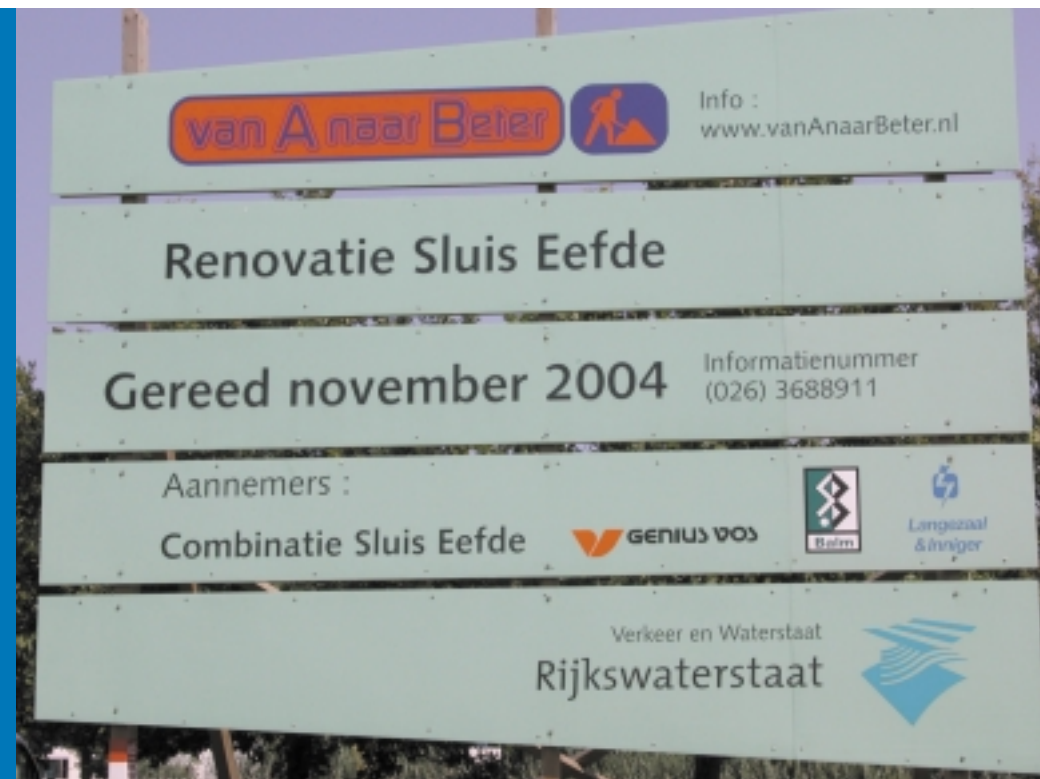 van A naar Beter
Info :
www.vanAnaarBeter.nl
Renovatie Sluis Eefde
Gereed november 2004
Informatienummer
(026) 3688911
Aannemers :
Combinatie Sluis Eefde
GENIUS VOS
Balm
Langezaal
& Inniger
Verkeer en Waterstaat
Rijkswaterstaat